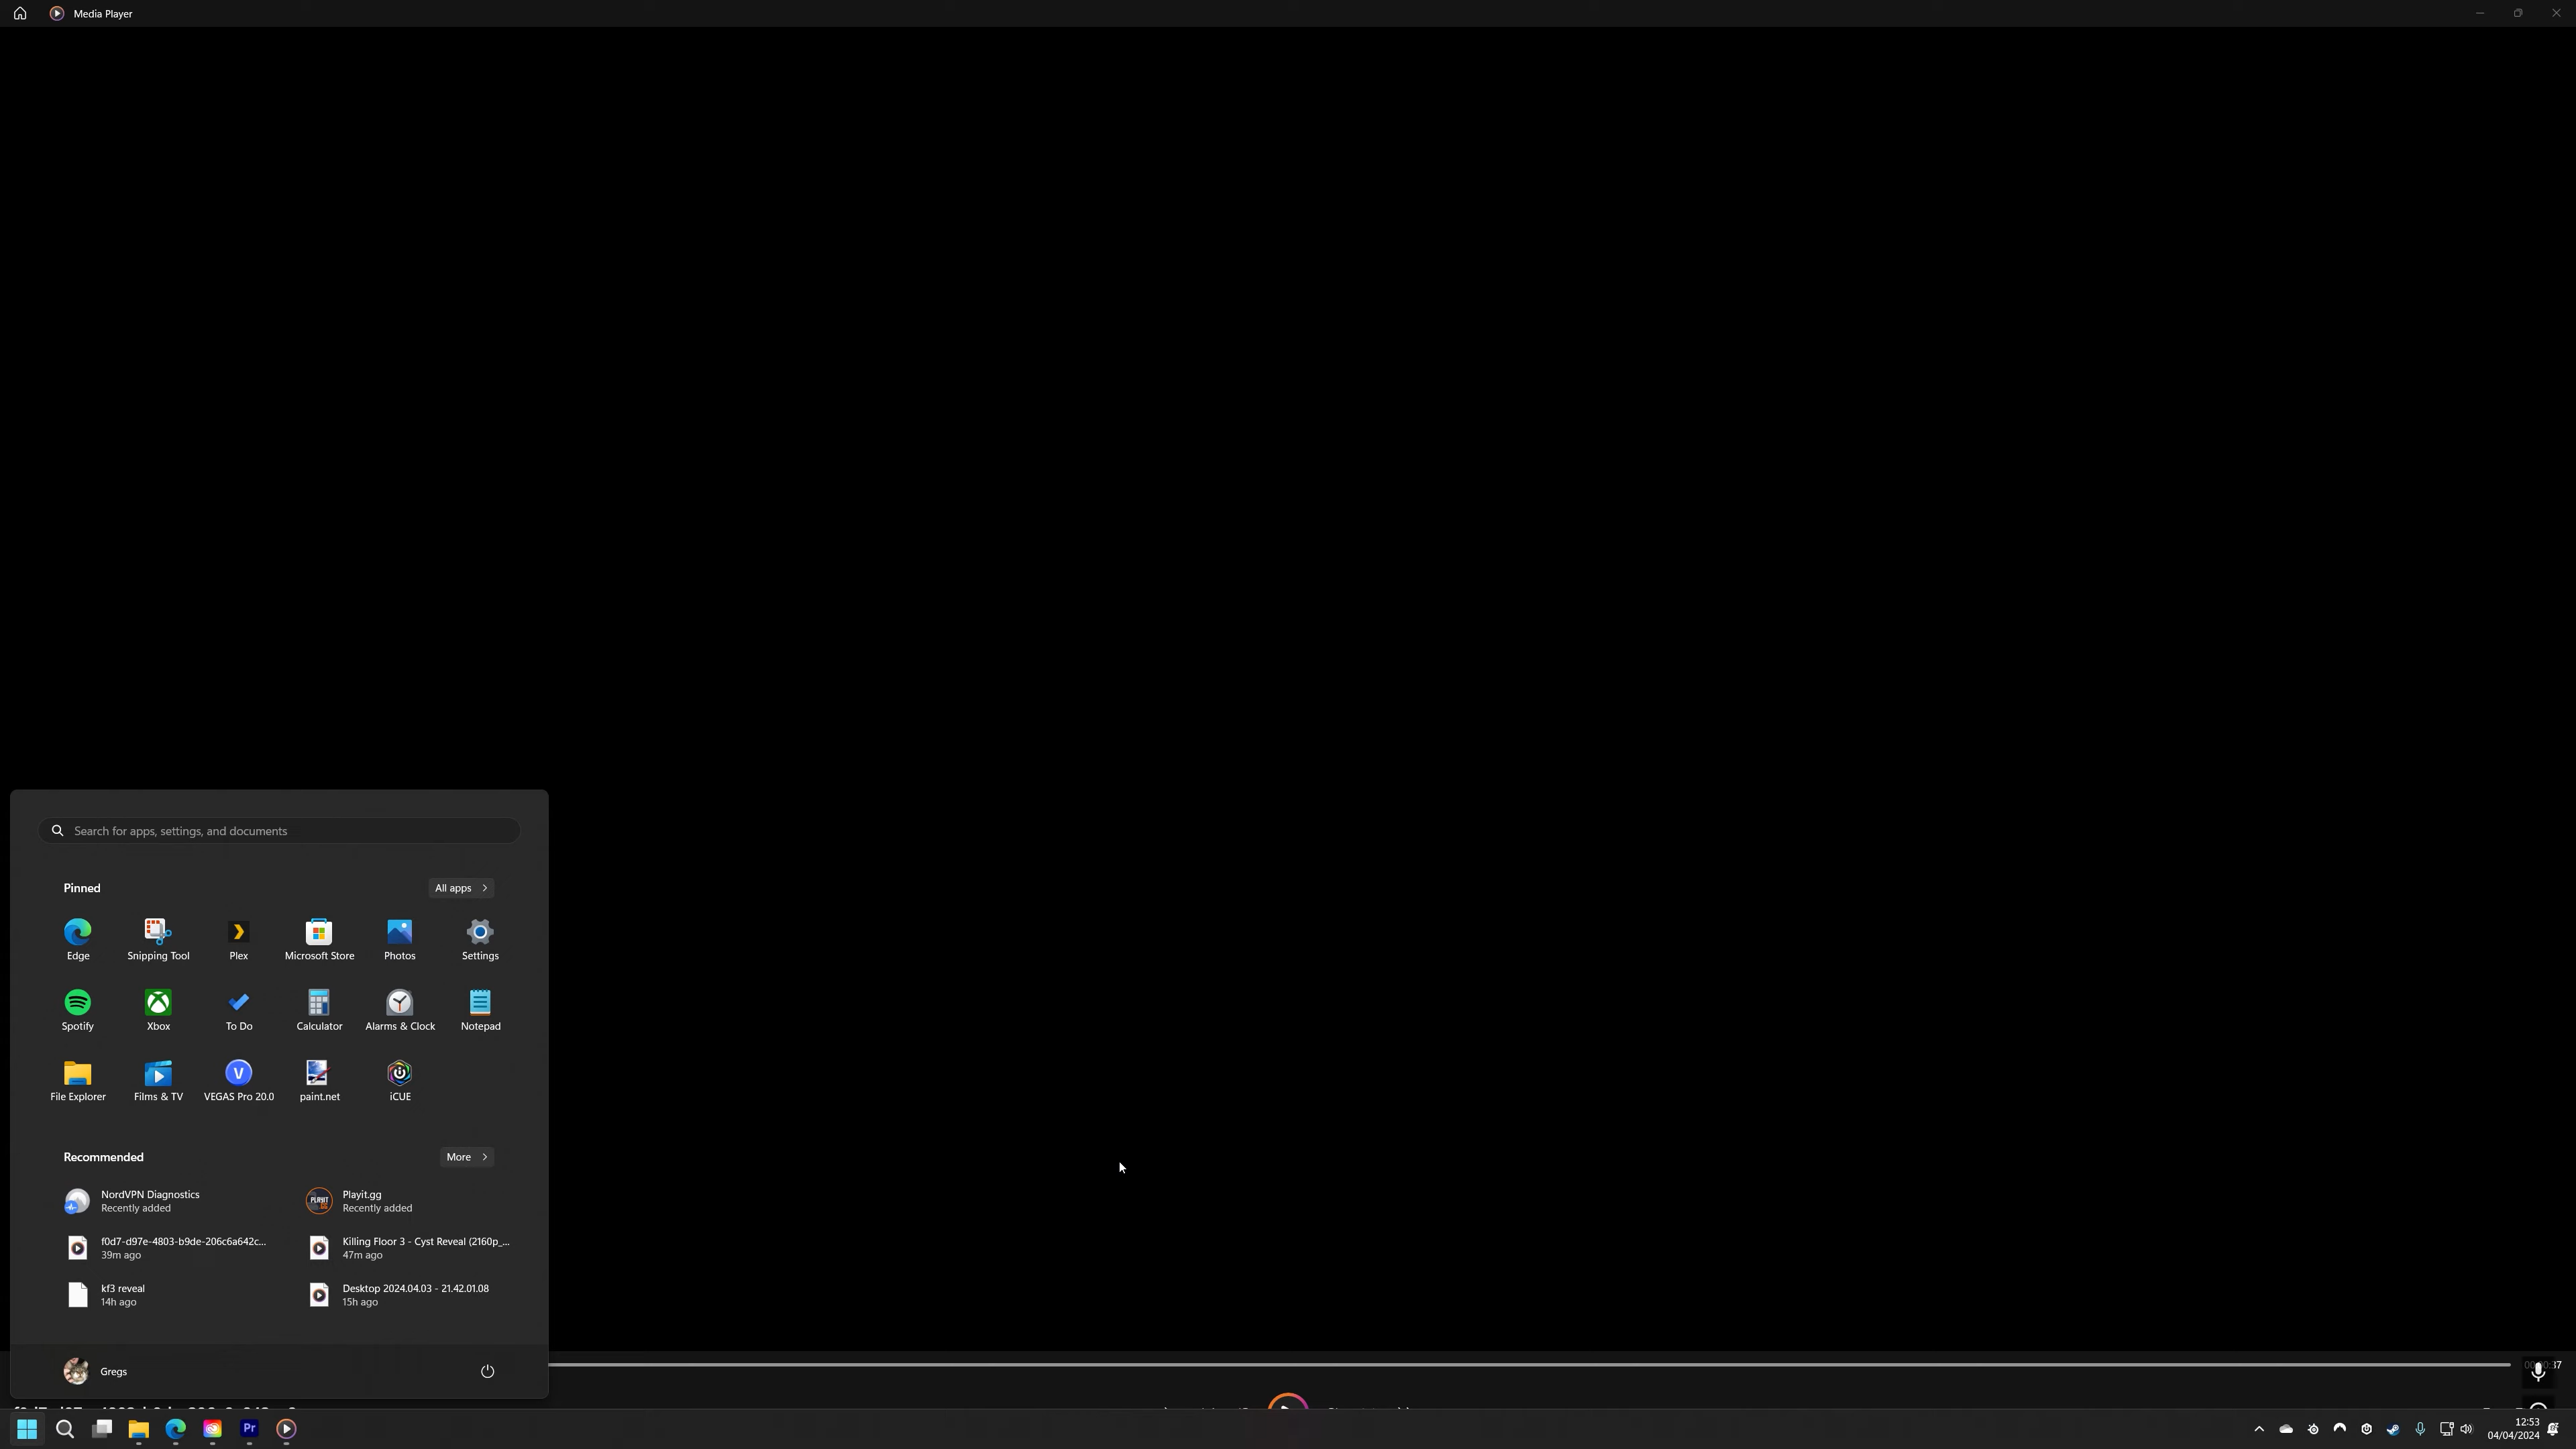 Media Player
Search for apps, settings, and documents
Pinned
All apps
Edge
Snipping Tool
Plex
Microsoft Store
Photos
Settings
Spotify
Xbox
To Do
Calculator
Alarms & Clock
Notepad
File Explorer
Films & TV
VEGAS Pro 20.0
paint.net
iCUE
Recommended
More
NordVPN Diagnostics
Recently added
Playit.gg
Recently added
f0d7-d97e-4803-b9de-206c6a642c...
39m ago
Killing Floor 3 - Cyst Reveal (2160p_...
47m ago
kf3 reveal
14h ago
Desktop 2024.04.03 - 21.42.01.08
15h ago
Gregs
Pr
12:53
04/04/2024